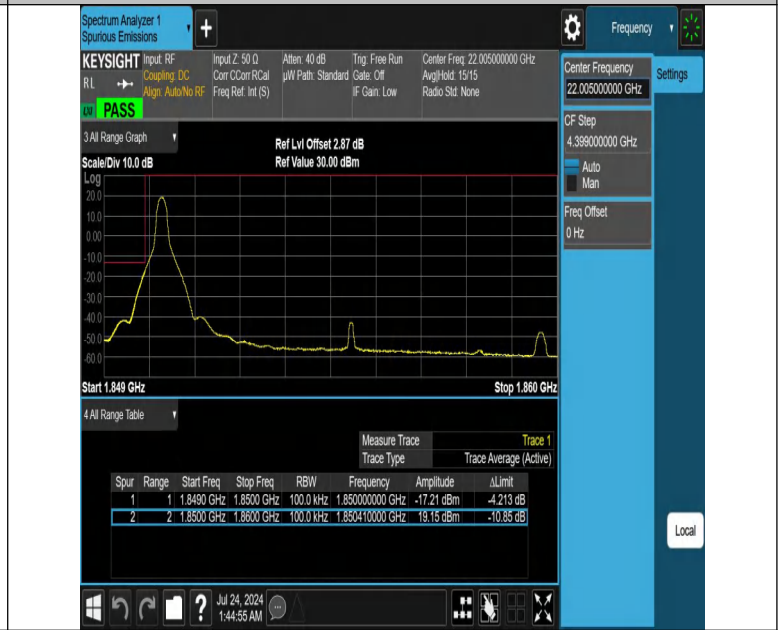 Spectrum Analyzer 1
Spurious Emissions
+
Frequency
KEYSIGHT
RL
LXI
PASS
Input: RF
Coupling: DC
Align: Auto/No RF
Input Z: 50 Ω
Corr CCorr RCal
Freq Ref: Int (S)
Atten: 40 dB
µW Path: Standard
Trig: Free Run
Gate: Off
IF Gain: Low
Center Freq: 22.005000000 GHz
Avg|Hold: 15/15
Radio Std: None
Center Frequency
22.005000000 GHz
Settings
CF Step
4.399000000 GHz
Auto
Man
Freq Offset
0 Hz
3 All Range Graph
Ref Lvl Offset 2.87 dB
Scale/Div 10.0 dB
Ref Value 30.00 dBm
Log
20.0
10.0
0.00
-10.0
-20.0
-30.0
-40.0
-50.0
-60.0
Start 1.849 GHz
Stop 1.860 GHz
4 All Range Table
Measure Trace Trace 1
Trace Type Trace Average (Active)
Spur Range Start Freq Stop Freq RBW Frequency Amplitude ΔLimit
1 1 1.8490 GHz 1.8500 GHz 100.0 kHz 1.850000000 GHz -17.21 dBm -4.213 dB
2 2 1.8500 GHz 1.8600 GHz 100.0 kHz 1.850410000 GHz 19.15 dBm -10.85 dB
Local
?
Jul 24, 2024
1:44:55 AM